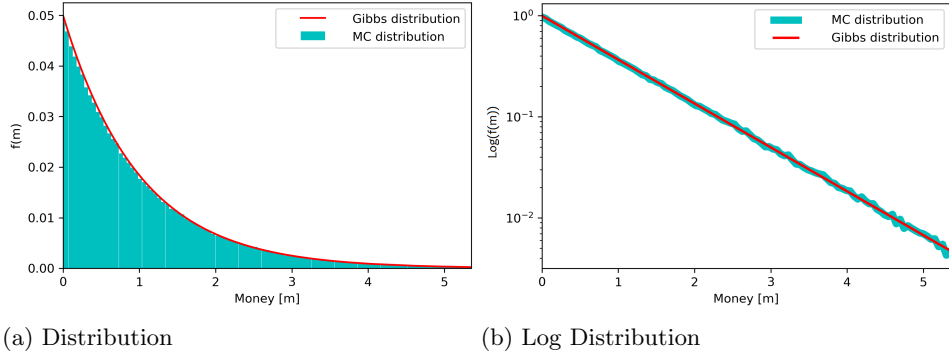 0.05
0.04
0.03
0.02
0.01
0.00
f(m)
0
1
2
3
4
5
Money [m]
Gibbs distribution
MC distribution
(a) Distribution
10⁰
10⁻¹
10⁻²
Log(f(m))
0
1
2
3
4
5
Money [m]
MC distribution
Gibbs distribution
(b) Log Distribution